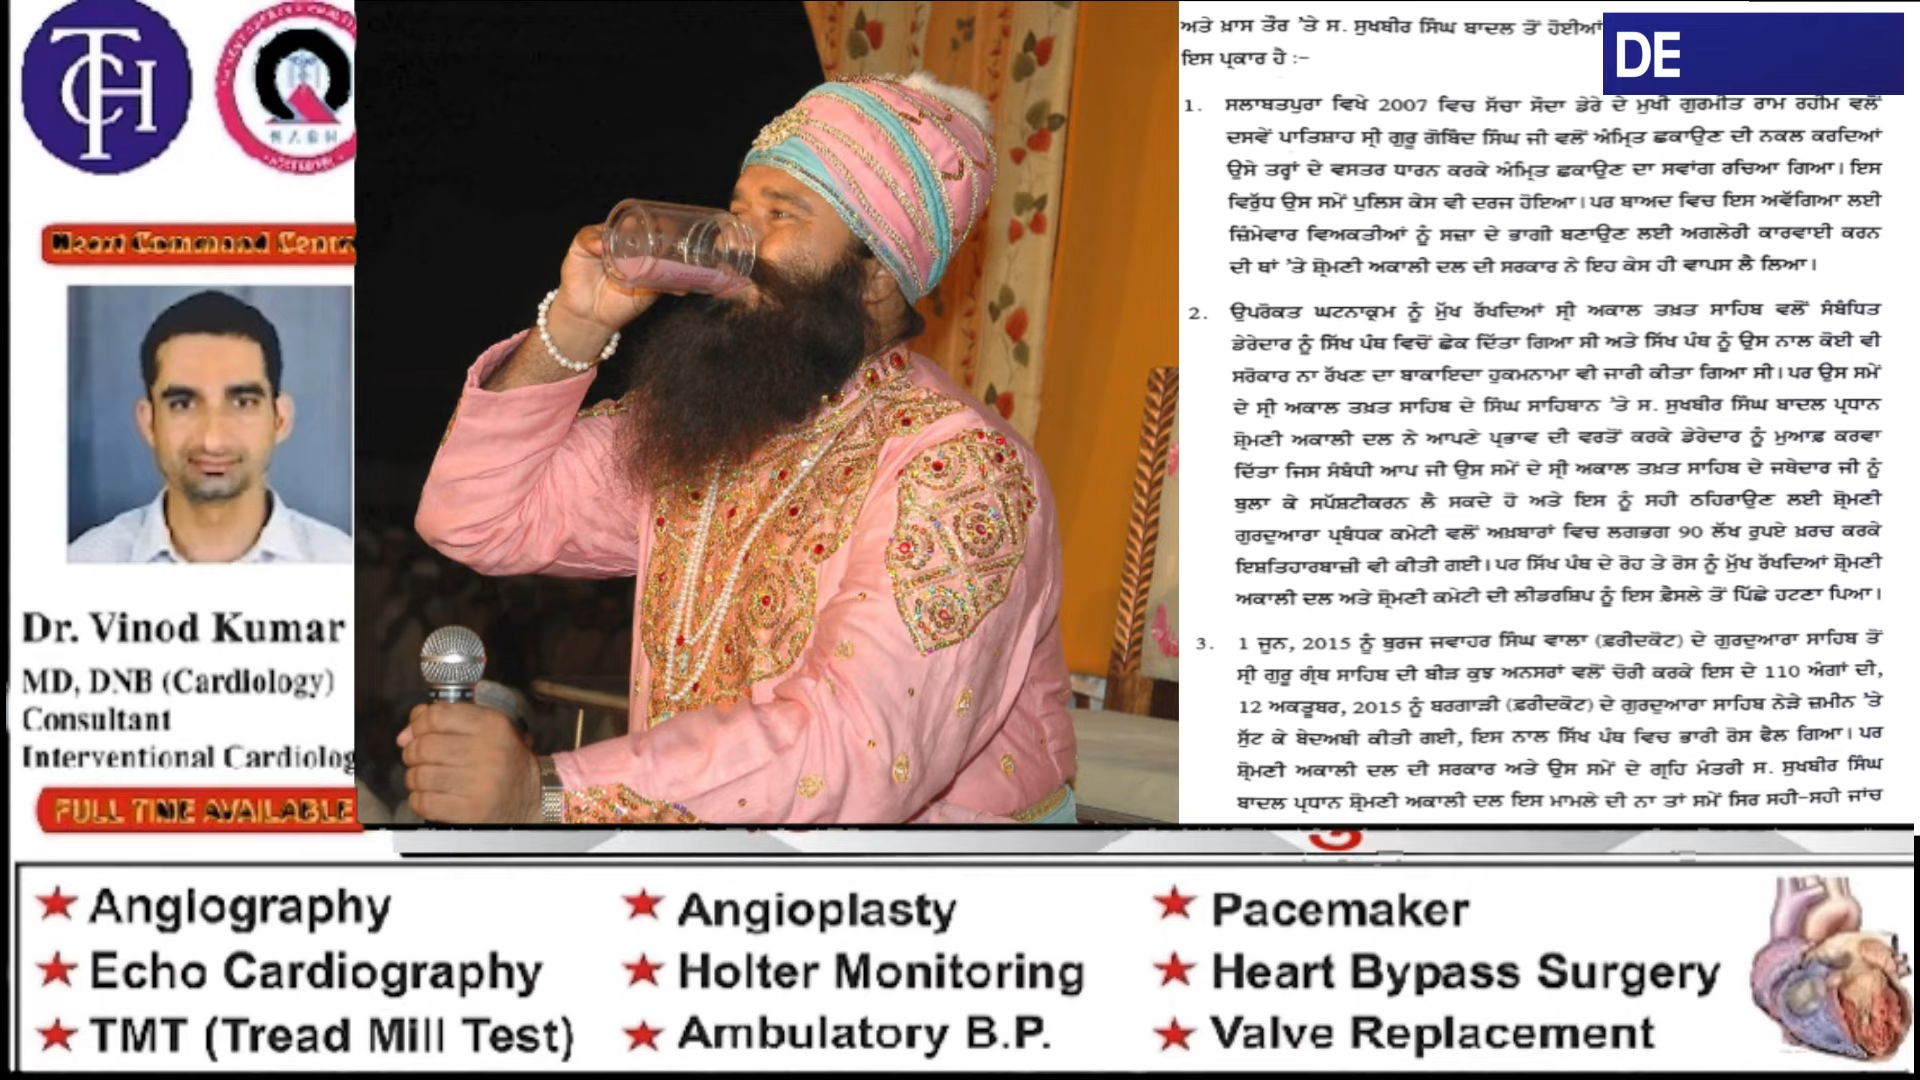 TCH
NABH
Heart Command Centr
Dr. Vinod Kumar
MD, DNB (Cardiology)
Consultant
Interventional Cardiolog
FULL TIME AVAILABLE
DE
ਅਤੇ ਖ਼ਾਸ ਤੌਰ 'ਤੇ ਸ. ਸੁਖਬੀਰ ਸਿੰਘ ਬਾਦਲ ਤੋਂ ਹੋਈਆਂ
ਇਸ ਪ੍ਰਕਾਰ ਹੈ :-
1. ਸਲਾਬਤਪੁਰਾ ਵਿਖੇ 2007 ਵਿਚ ਸੱਚਾ ਸੌਦਾ ਡੇਰੇ ਦੇ ਮੁਖੀ ਗੁਰਮੀਤ ਰਾਮ ਰਹੀਮ ਵਲੋਂ
ਦਸਵੇਂ ਪਾਤਿਸ਼ਾਹ ਸ੍ਰੀ ਗੁਰੂ ਗੋਬਿੰਦ ਸਿੰਘ ਜੀ ਵਲੋਂ ਅੰਮ੍ਰਿਤ ਛਕਾਉਣ ਦੀ ਨਕਲ ਕਰਦਿਆਂ
ਉਸੇ ਤਰ੍ਹਾਂ ਦੇ ਵਸਤਰ ਧਾਰਨ ਕਰਕੇ ਅੰਮ੍ਰਿਤ ਛਕਾਉਣ ਦਾ ਸਵਾਂਗ ਰਚਿਆ ਗਿਆ। ਇਸ
ਵਿਰੁੱਧ ਉਸ ਸਮੇਂ ਪੁਲਿਸ ਕੇਸ ਵੀ ਦਰਜ ਹੋਇਆ। ਪਰ ਬਾਅਦ ਵਿਚ ਇਸ ਅਵੱਗਿਆ ਲਈ
ਜ਼ਿੰਮੇਵਾਰ ਵਿਅਕਤੀਆਂ ਨੂੰ ਸਜ਼ਾ ਦੇ ਭਾਗੀ ਬਣਾਉਣ ਲਈ ਅਗਲੇਰੀ ਕਾਰਵਾਈ ਕਰਨ
ਦੀ ਥਾਂ 'ਤੇ ਸ਼੍ਰੋਮਣੀ ਅਕਾਲੀ ਦਲ ਦੀ ਸਰਕਾਰ ਨੇ ਇਹ ਕੇਸ ਹੀ ਵਾਪਸ ਲੈ ਲਿਆ।
2. ਉਪਰੋਕਤ ਘਟਨਾਕ੍ਰਮ ਨੂੰ ਮੁੱਖ ਰੱਖਦਿਆਂ ਸ੍ਰੀ ਅਕਾਲ ਤਖ਼ਤ ਸਾਹਿਬ ਵਲੋਂ ਸੰਬੰਧਿਤ
ਡੇਰੇਦਾਰ ਨੂੰ ਸਿੱਖ ਪੰਥ ਵਿਚੋਂ ਛੇਕ ਦਿੱਤਾ ਗਿਆ ਸੀ ਅਤੇ ਸਿੱਖ ਪੰਥ ਨੂੰ ਉਸ ਨਾਲ ਕੋਈ ਵੀ
ਸਰੋਕਾਰ ਨਾ ਰੱਖਣ ਦਾ ਬਾਕਾਇਦਾ ਹੁਕਮਨਾਮਾ ਵੀ ਜਾਰੀ ਕੀਤਾ ਗਿਆ ਸੀ। ਪਰ ਉਸ ਸਮੇਂ
ਦੇ ਸ੍ਰੀ ਅਕਾਲ ਤਖ਼ਤ ਸਾਹਿਬ ਦੇ ਸਿੰਘ ਸਾਹਿਬਾਨ 'ਤੇ ਸ. ਸੁਖਬੀਰ ਸਿੰਘ ਬਾਦਲ ਪ੍ਰਧਾਨ
ਸ਼੍ਰੋਮਣੀ ਅਕਾਲੀ ਦਲ ਨੇ ਆਪਣੇ ਪ੍ਰਭਾਵ ਦੀ ਵਰਤੋਂ ਕਰਕੇ ਡੇਰੇਦਾਰ ਨੂੰ ਮੁਆਫ਼ ਕਰਵਾ
ਦਿੱਤਾ ਜਿਸ ਸੰਬੰਧੀ ਆਪ ਜੀ ਉਸ ਸਮੇਂ ਦੇ ਸ੍ਰੀ ਅਕਾਲ ਤਖ਼ਤ ਸਾਹਿਬ ਦੇ ਜਥੇਦਾਰ ਜੀ ਨੂੰ
ਬੁਲਾ ਕੇ ਸਪੱਸ਼ਟੀਕਰਨ ਲੈ ਸਕਦੇ ਹੋ ਅਤੇ ਇਸ ਨੂੰ ਸਹੀ ਠਹਿਰਾਉਣ ਲਈ ਸ਼੍ਰੋਮਣੀ
ਗੁਰਦੁਆਰਾ ਪ੍ਰਬੰਧਕ ਕਮੇਟੀ ਵਲੋਂ ਅਖ਼ਬਾਰਾਂ ਵਿਚ ਲਗਭਗ 90 ਲੱਖ ਰੁਪਏ ਖ਼ਰਚ ਕਰਕੇ
ਇਸ਼ਤਿਹਾਰਬਾਜ਼ੀ ਵੀ ਕੀਤੀ ਗਈ। ਪਰ ਸਿੱਖ ਪੰਥ ਦੇ ਰੋਹ ਤੇ ਰੋਸ ਨੂੰ ਮੁੱਖ ਰੱਖਦਿਆਂ ਸ਼੍ਰੋਮਣੀ
ਅਕਾਲੀ ਦਲ ਅਤੇ ਸ਼੍ਰੋਮਣੀ ਕਮੇਟੀ ਦੀ ਲੀਡਰਸ਼ਿਪ ਨੂੰ ਇਸ ਫ਼ੈਸਲੇ ਤੋਂ ਪਿੱਛੇ ਹਟਣਾ ਪਿਆ।
3. 1 ਜੂਨ, 2015 ਨੂੰ ਬੁਰਜ ਜਵਾਹਰ ਸਿੰਘ ਵਾਲਾ (ਫ਼ਰੀਦਕੋਟ) ਦੇ ਗੁਰਦੁਆਰਾ ਸਾਹਿਬ ਤੋਂ
ਸ੍ਰੀ ਗੁਰੂ ਗ੍ਰੰਥ ਸਾਹਿਬ ਦੀ ਬੀੜ ਕੁਝ ਅਨਸਰਾਂ ਵਲੋਂ ਚੋਰੀ ਕਰਕੇ ਇਸ ਦੇ 110 ਅੰਗਾਂ ਦੀ,
12 ਅਕਤੂਬਰ, 2015 ਨੂੰ ਬਰਗਾੜੀ (ਫ਼ਰੀਦਕੋਟ) ਦੇ ਗੁਰਦੁਆਰਾ ਸਾਹਿਬ ਨੇੜੇ ਜ਼ਮੀਨ 'ਤੇ
ਸੁੱਟ ਕੇ ਬੇਦਅਬੀ ਕੀਤੀ ਗਈ, ਇਸ ਨਾਲ ਸਿੱਖ ਪੰਥ ਵਿਚ ਭਾਰੀ ਰੋਸ ਫੈਲ ਗਿਆ। ਪਰ
ਸ਼੍ਰੋਮਣੀ ਅਕਾਲੀ ਦਲ ਦੀ ਸਰਕਾਰ ਅਤੇ ਉਸ ਸਮੇਂ ਦੇ ਗ੍ਰਹਿ ਮੰਤਰੀ ਸ. ਸੁਖਬੀਰ ਸਿੰਘ
ਬਾਦਲ ਪ੍ਰਧਾਨ ਸ਼੍ਰੋਮਣੀ ਅਕਾਲੀ ਦਲ ਇਸ ਮਾਮਲੇ ਦੀ ਨਾ ਤਾਂ ਸਮੇਂ ਸਿਰ ਸਹੀ-ਸਹੀ ਜਾਂਚ
★ Angiography ★ Angioplasty ★ Pacemaker
★ Echo Cardiography ★ Holter Monitoring ★ Heart Bypass Surgery
★ TMT (Tread Mill Test) ★ Ambulatory B.P. ★ Valve Replacement